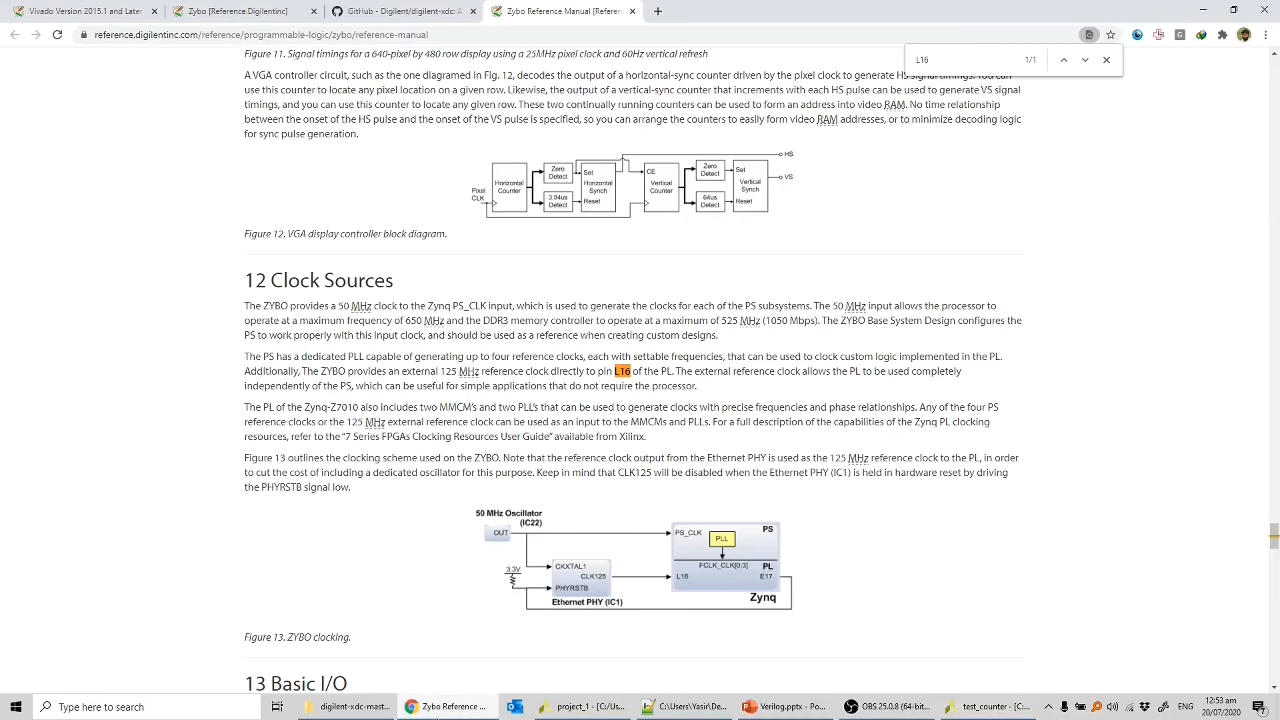 Vivado 2015.1 and Later
Zybo [Reference.Digilentinc]
GitHub - Digilent/digilent-xdc: A
Zybo Reference Manual [Referen
reference.digilentinc.com/reference/programmable-logic/zybo/reference-manual
L16
1/1
Figure 11. Signal timings for a 640-pixel by 480 row display using a 25MHz pixel clock and 60Hz vertical refresh
A VGA controller circuit, such as the one diagramed in Fig. 12, decodes the output of a horizontal-sync counter driven by the pixel clock to generate HS signal timings. You can
use this counter to locate any pixel location on a given row. Likewise, the output of a vertical-sync counter that increments with each HS pulse can be used to generate VS signal
timings, and you can use this counter to locate any given row. These two continually running counters can be used to form an address into video RAM. No time relationship
between the onset of the HS pulse and the onset of the VS pulse is specified, so you can arrange the counters to easily form video RAM addresses, or to minimize decoding logic
for sync pulse generation.
Pixel
CLK
Horizontal
Counter
Zero
Detect
3.84us
Detect
Set
Horizontal
Synch
Reset
CE
Vertical
Counter
Zero
Detect
64us
Detect
Set
Vertical
Synch
Reset
HS
VS
Figure 12. VGA display controller block diagram.
12 Clock Sources
The ZYBO provides a 50 MHz clock to the Zynq PS_CLK input, which is used to generate the clocks for each of the PS subsystems. The 50 MHz input allows the processor to
operate at a maximum frequency of 650 MHz and the DDR3 memory controller to operate at a maximum of 525 MHz (1050 Mbps). The ZYBO Base System Design configures the
PS to work properly with this input clock, and should be used as a reference when creating custom designs.
The PS has a dedicated PLL capable of generating up to four reference clocks, each with settable frequencies, that can be used to clock custom logic implemented in the PL.
Additionally, The ZYBO provides an external 125 MHz reference clock directly to pin L16 of the PL. The external reference clock allows the PL to be used completely
independently of the PS, which can be useful for simple applications that do not require the processor.
The PL of the Zynq-Z7010 also includes two MMCM's and two PLL's that can be used to generate clocks with precise frequencies and phase relationships. Any of the four PS
reference clocks or the 125 MHz external reference clock can be used as an input to the MMCMs and PLLs. For a full description of the capabilities of the Zynq PL clocking
resources, refer to the "7 Series FPGAs Clocking Resources User Guide" available from Xilinx.
Figure 13 outlines the clocking scheme used on the ZYBO. Note that the reference clock output from the Ethernet PHY is used as the 125 MHz reference clock to the PL, in order
to cut the cost of including a dedicated oscillator for this purpose. Keep in mind that CLK125 will be disabled when the Ethernet PHY (IC1) is held in hardware reset by driving
the PHYRSTB signal low.
50 MHz Oscillator
(IC22)
OUT
3.3V
CKXTAL1
CLK125
PHYRSTB
Ethernet PHY (IC1)
PS_CLK
PS
PLL
FCLK_CLK[0:3]
PL
L16
E17
Zynq
Figure 13. ZYBO clocking.
13 Basic I/O
Type here to search
digilent-xdc-mast...
Zybo Reference ...
project_1 - [C:/Us...
C:\Users\Yasir\De...
Verilog.pptx - Po...
OBS 25.0.8 (64-bit...
test_counter - [C:...
ENG
12:53
20/07/2020
7